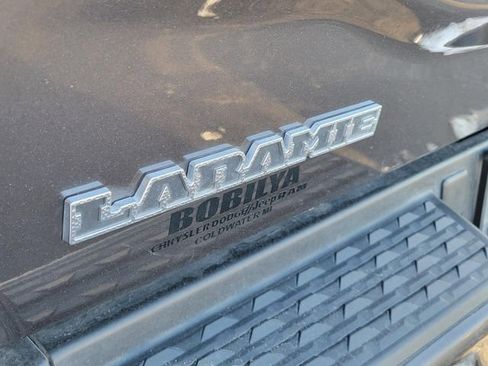 LARAMIE
BOBILYA
CHRYSLER DODGE Jeep RAM
COLDWATER MI